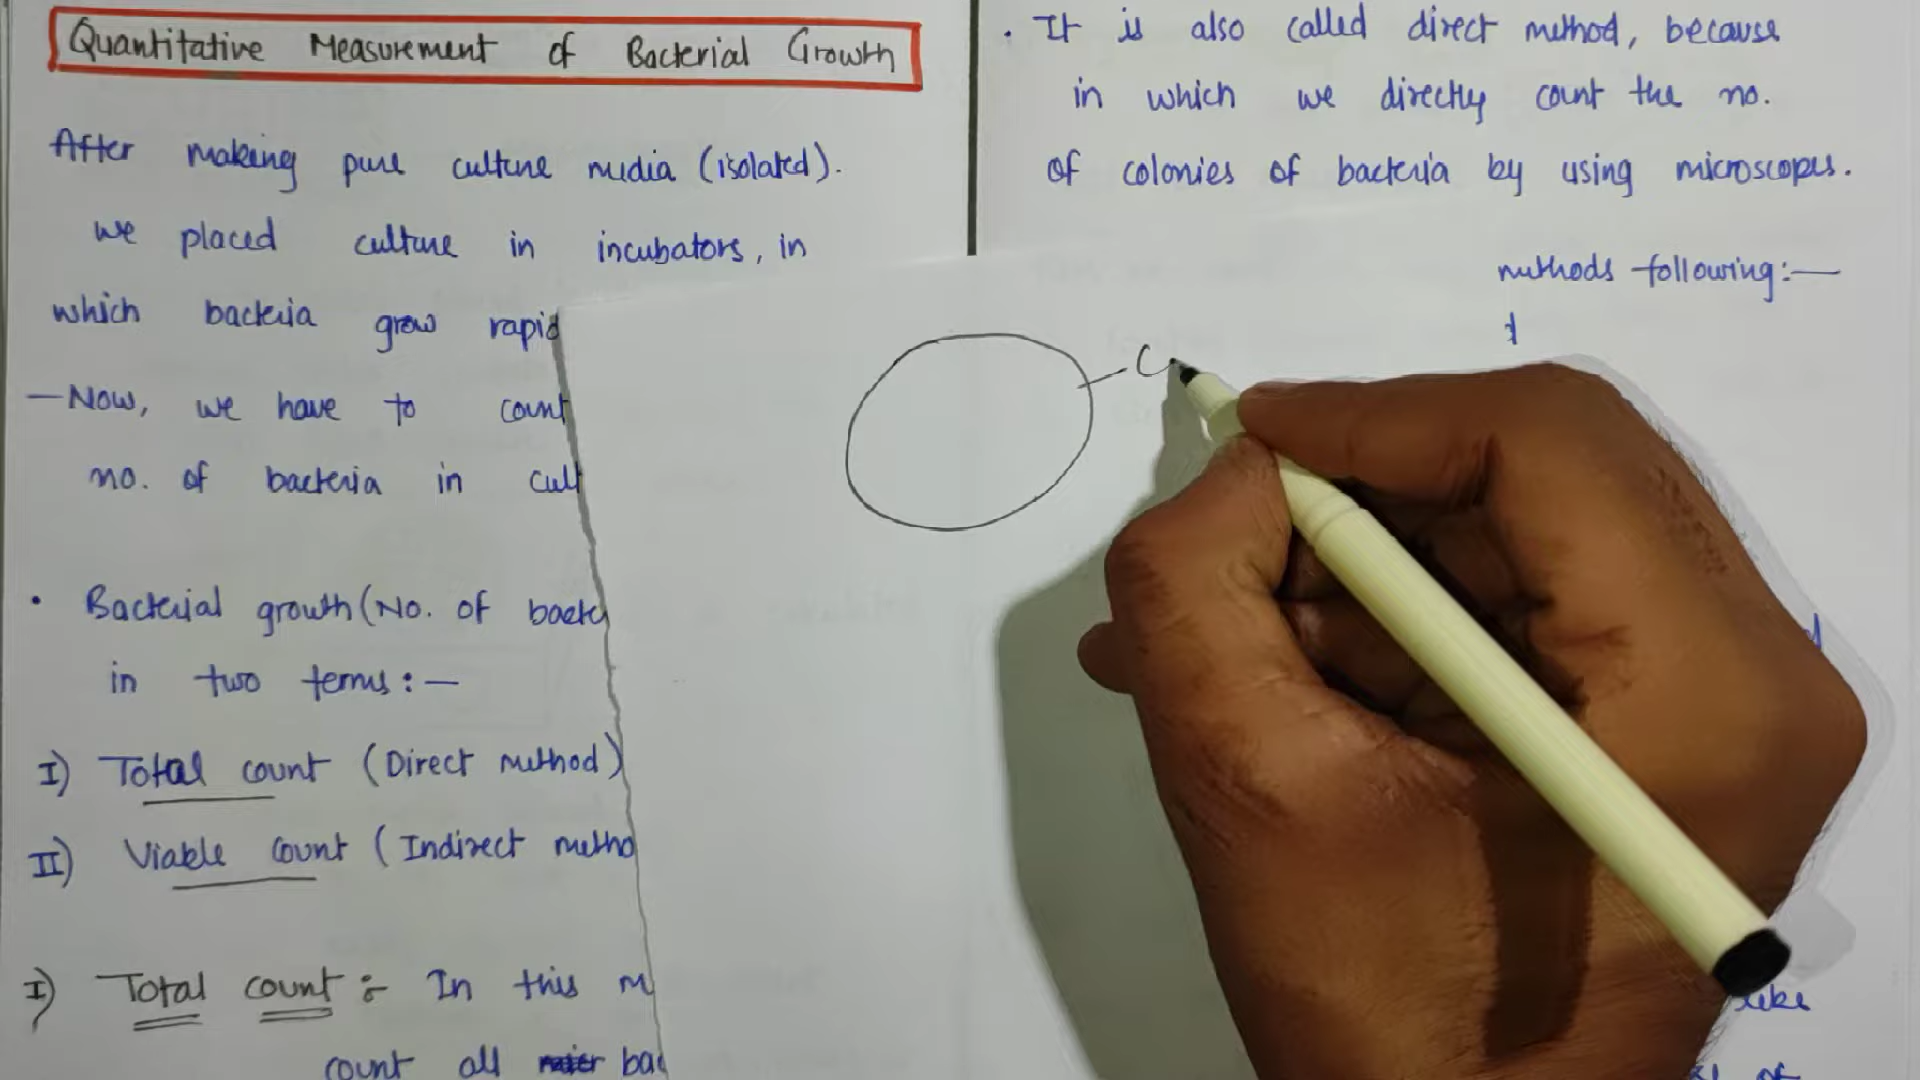 Quantitative Measurement of Bacterial Growth
After making pure culture media (isolated).
we placed culture in incubators, in
which bacteria grow rapid
— Now, we have to count
no. of bacteria in cult
• Bacterial growth (No. of bacte
in two terms :—
I) Total count (Direct method)
II) Viable count (Indirect metho
I) Total count :- In this m
count all bac
• It is also called direct method, because
in which we directly count the no.
of colonies of bacteria by using microscopes.
methods following :—
C
like
of